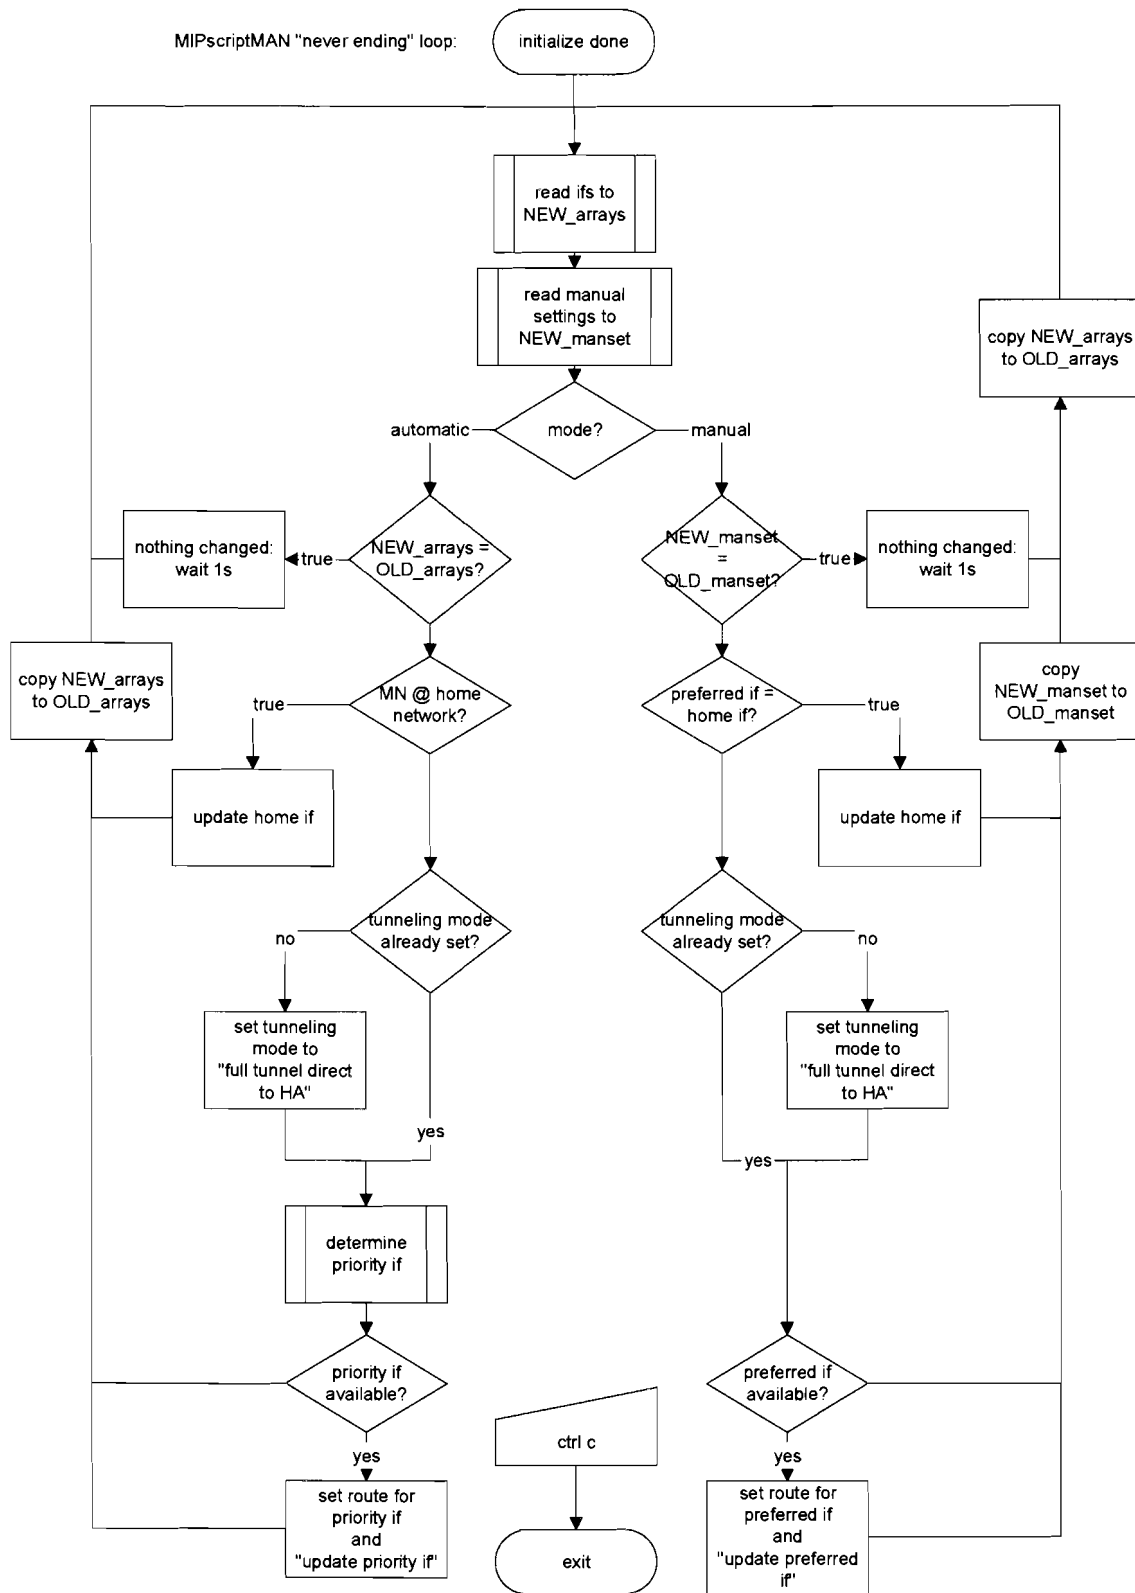 MIPscriptMAN "never ending" loop:
initialize done
read ifs to
NEW_arrays
read manual
settings to
NEW_manset
copy NEW_arrays
to OLD_arrays
automatic
mode?
manual
nothing changed:
wait 1s
true
NEW_arrays =
OLD_arrays?
NEW_manset
=
OLD_manset?
true
nothing changed:
wait 1s
copy NEW_arrays
to OLD_arrays
true
MN @ home
network?
preferred if =
home if?
true
copy
NEW_manset to
OLD_manset
update home if
update home if
no
tunneling mode
already set?
tunneling mode
already set?
no
set tunneling
mode to
"full tunnel direct
to HA"
set tunneling
mode to
"full tunnel direct
to HA"
yes
yes
determine
priority if
priority if
available?
preferred if
available?
yes
ctrl c
yes
set route for
priority if
and
"update priority if"
exit
set route for
preferred if
and
"update preferred
if"